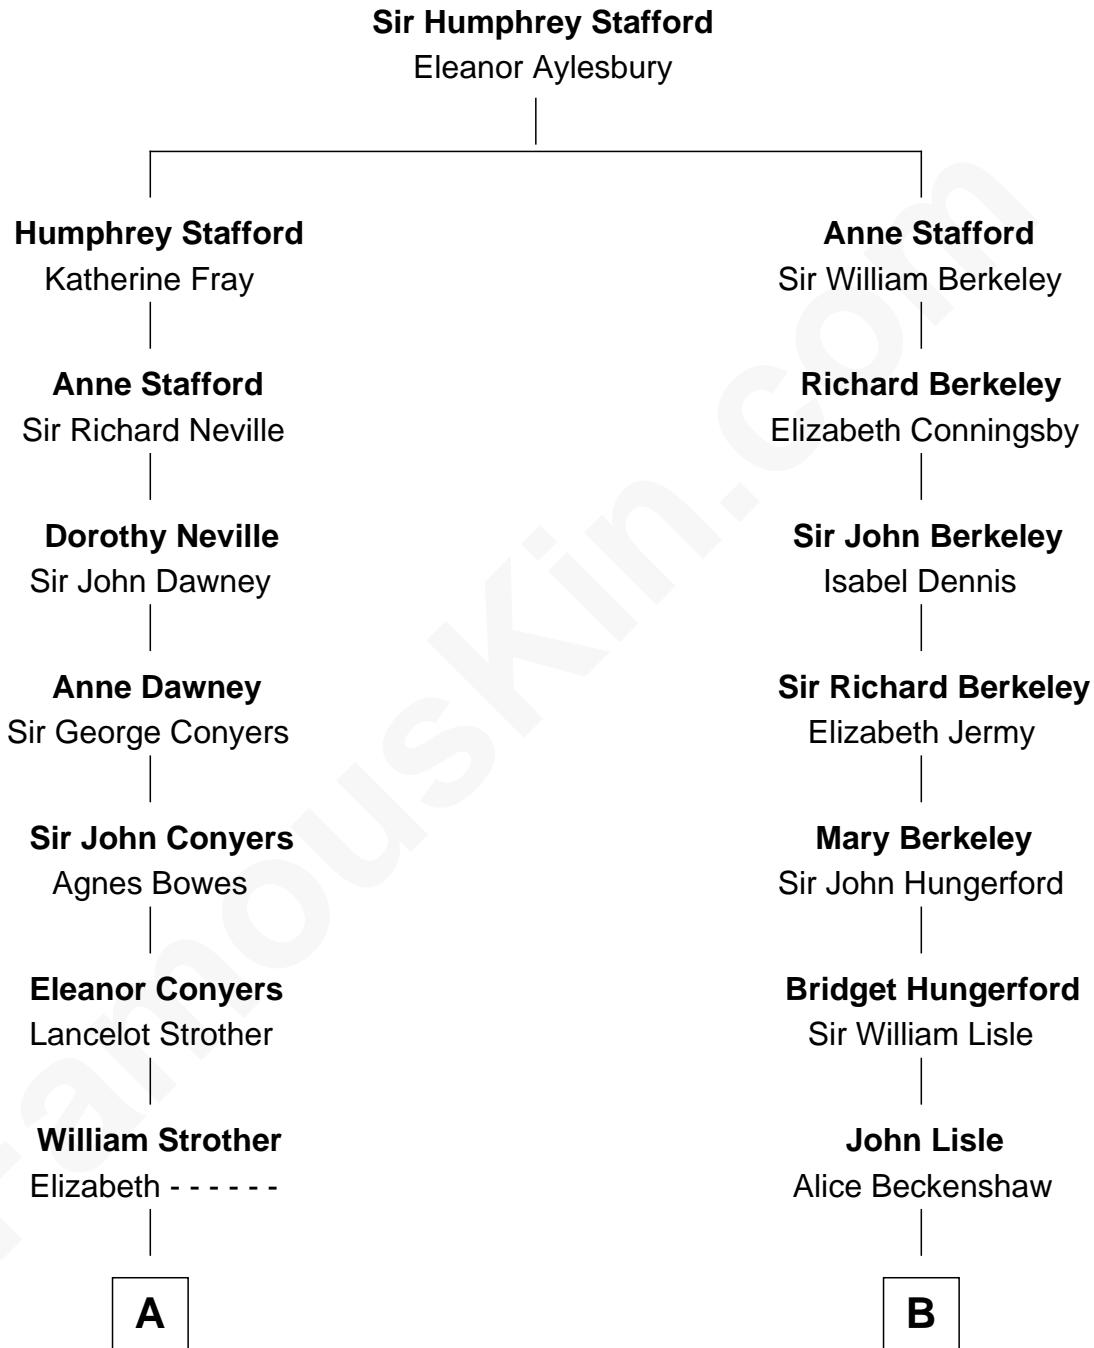 Sir Humphrey Stafford
Eleanor Aylesbury
Humphrey Stafford
Katherine Fray
Anne Stafford
Sir Richard Neville
Dorothy Neville
Sir John Dawney
Anne Dawney
Sir George Conyers
Sir John Conyers
Agnes Bowes
Eleanor Conyers
Lancelot Strother
William Strother
Elizabeth - - - - - -
A
Anne Stafford
Sir William Berkeley
Richard Berkeley
Elizabeth Conningsby
Sir John Berkeley
Isabel Dennis
Sir Richard Berkeley
Elizabeth Jermy
Mary Berkeley
Sir John Hungerford
Bridget Hungerford
Sir William Lisle
John Lisle
Alice Beckenshaw
B
FamousKin.com